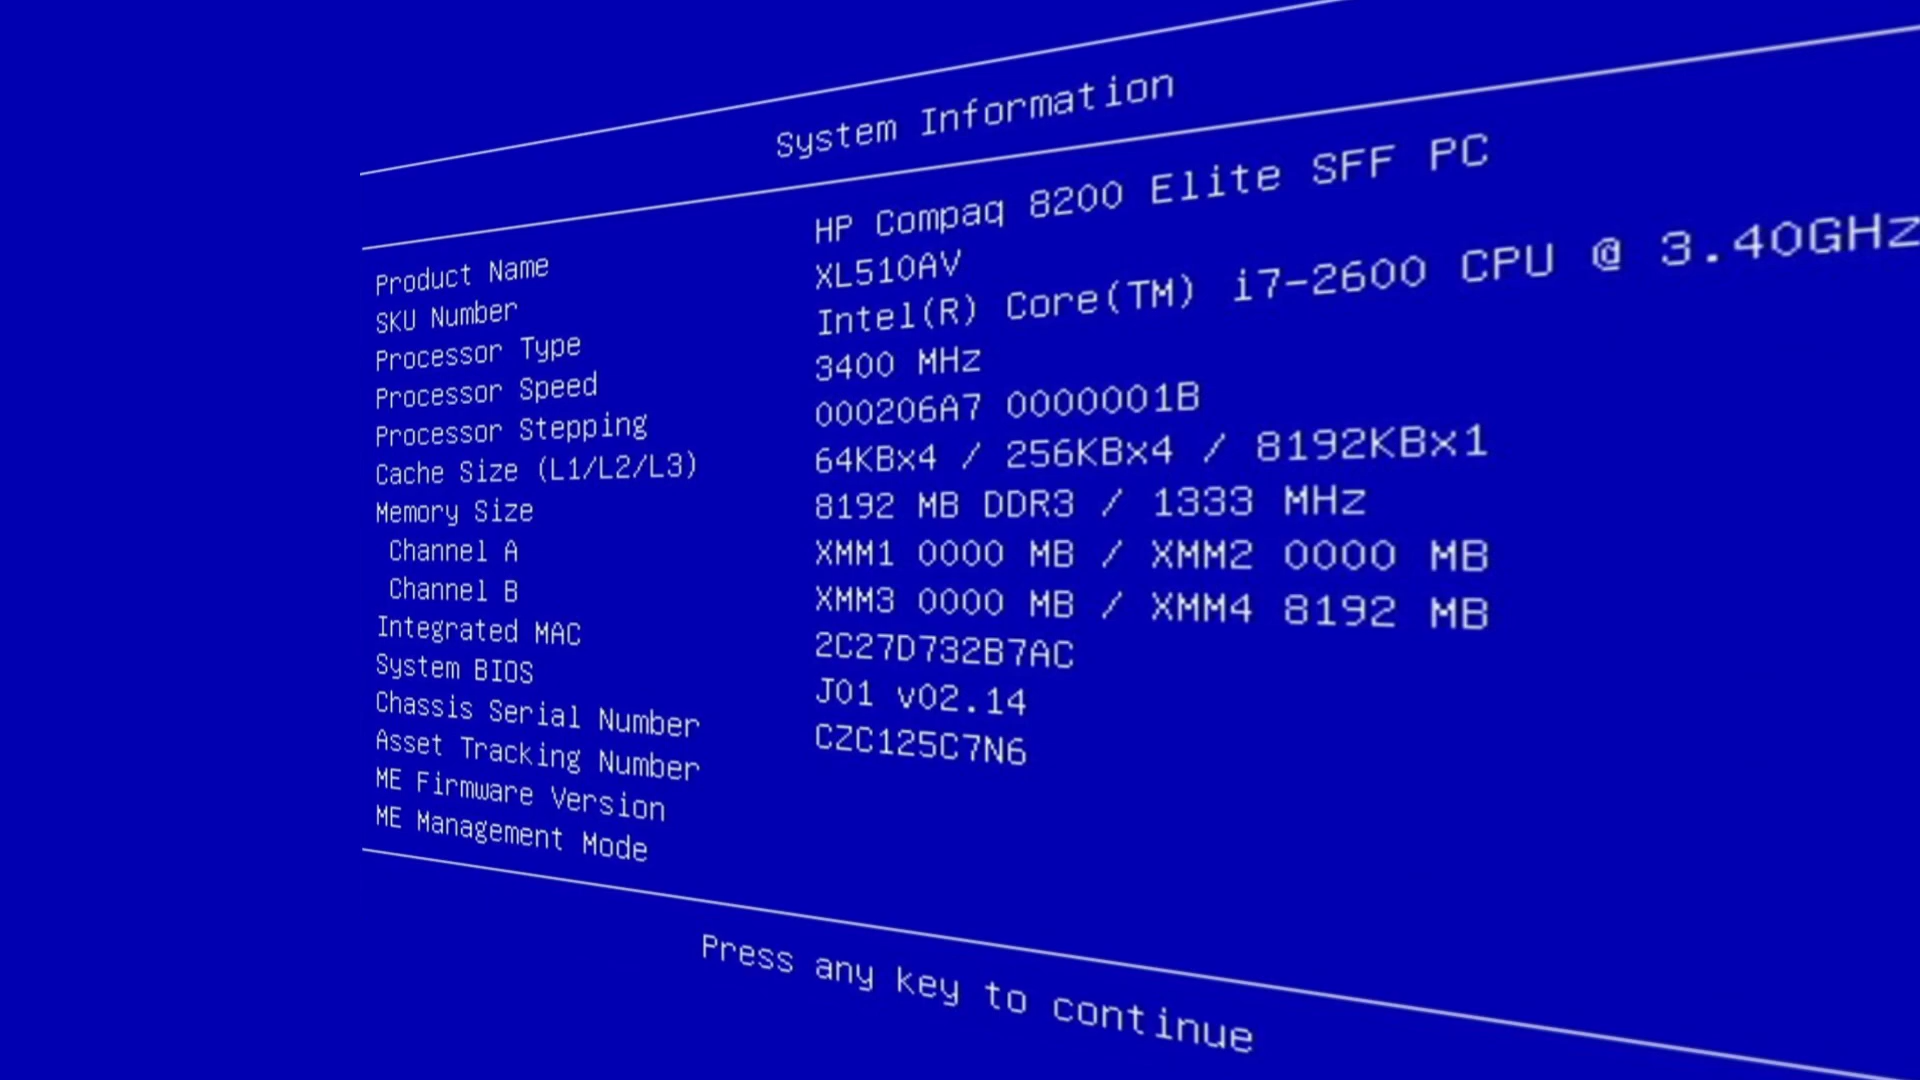 System Information
Product Name HP Compaq 8200 Elite SFF PC
SKU Number XL510AV
Processor Type Intel(R) Core(TM) i7-2600 CPU @ 3.40GHz
Processor Speed 3400 MHz
Processor Stepping 000206A7 0000001B
Cache Size (L1/L2/L3) 64KBx4 / 256KBx4 / 8192KBx1
Memory Size 8192 MB DDR3 / 1333 MHz
Channel A XMM1 0000 MB / XMM2 0000 MB
Channel B XMM3 0000 MB / XMM4 8192 MB
Integrated MAC 2C27D732B7AC
System BIOS J01 v02.14
Chassis Serial Number CZC125C7N6
Asset Tracking Number
ME Firmware Version
ME Management Mode
Press any key to continue